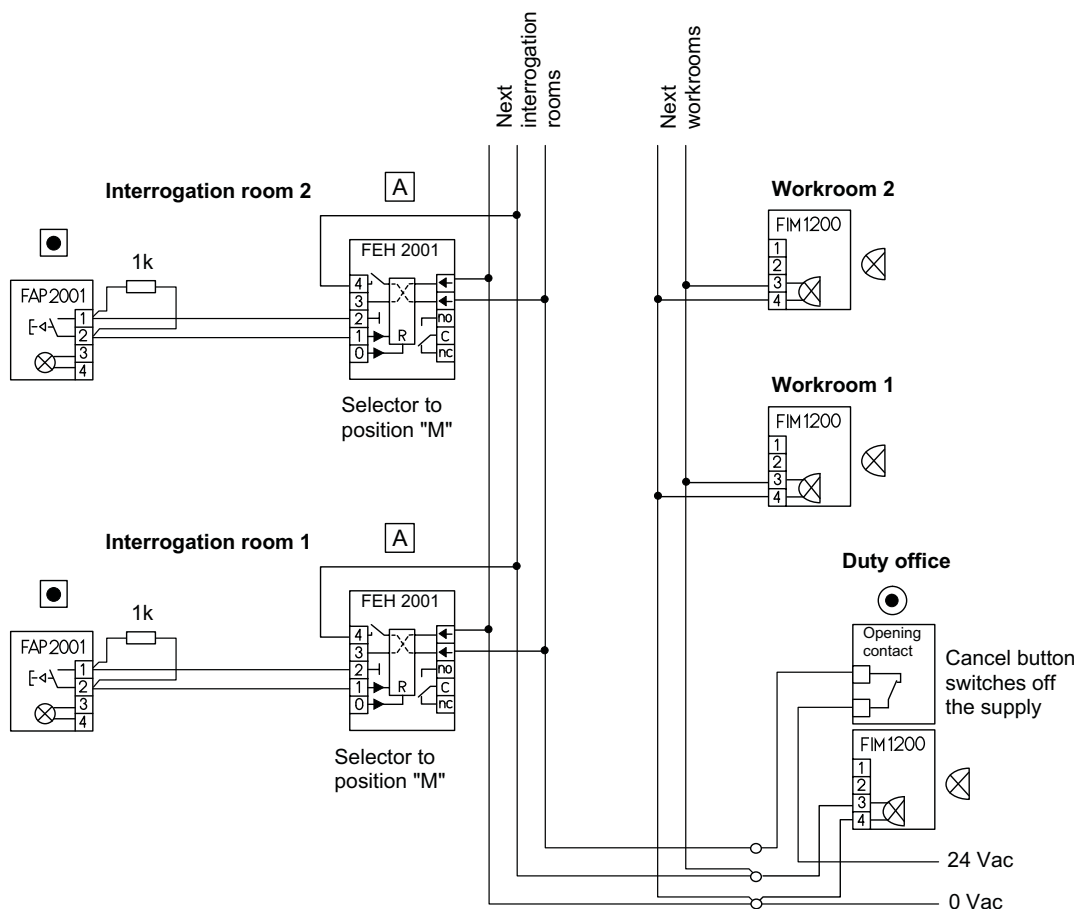 Next
interrogation
rooms
Next
workrooms
Interrogation room 2
A
FEH 2001
4
3
2
1
0
R
no
C
nc
1k
FAP2001
1
2
3
4
Selector to
position "M"
Workroom 2
FIM1200
1
2
3
4
Workroom 1
FIM1200
1
2
3
4
Interrogation room 1
A
FEH 2001
4
3
2
1
0
R
no
C
nc
1k
FAP2001
1
2
3
4
Selector to
position "M"
Duty office
Opening
contact
Cancel button
switches off
the supply
FIM1200
1
2
3
4
24 Vac
0 Vac